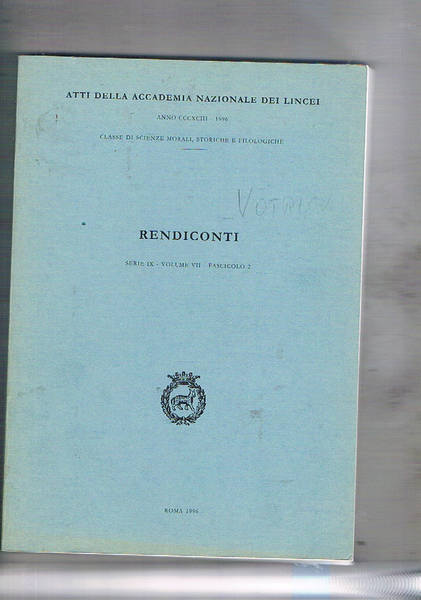 ATTI DELLA ACCADEMIA NAZIONALE DEI LINCEI
ANNO CCCXCIII - 1996
CLASSE DI SCIENZE MORALI, STORICHE E FILOLOGICHE
RENDICONTI
SERIE IX - VOLUME VII - FASCICOLO 2
ROMA 1996